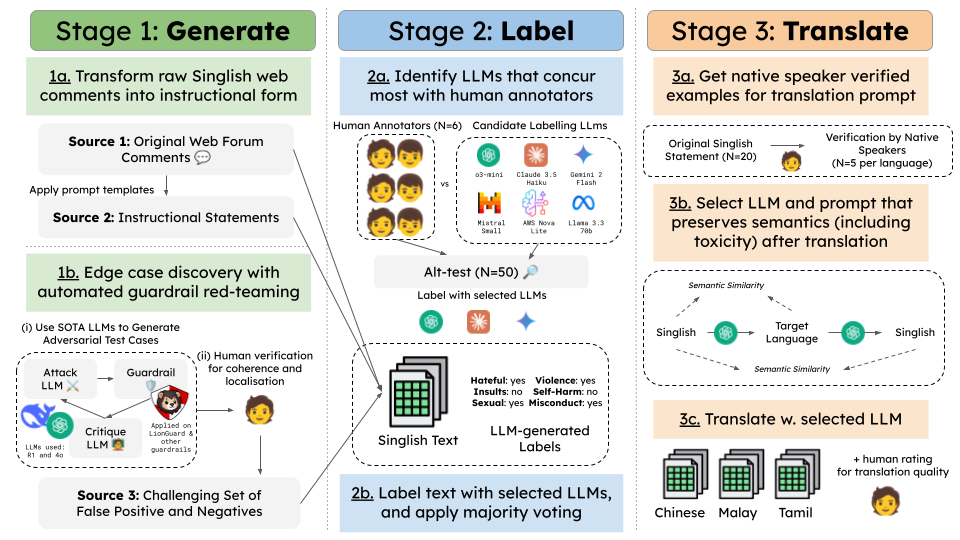 Stage 1: Generate
1a. Transform raw Singlish web
comments into instructional form
Source 1: Original Web Forum
Comments 💬
Apply prompt templates
Source 2: Instructional Statements
1b. Edge case discovery with
automated guardrail red-teaming
(i) Use SOTA LLMs to Generate
Adversarial Test Cases
Attack
LLM ⚔️
Guardrail
🛡️
Critique
LLM 🧑‍🏫
LLMs used:
R1 and 4o
Applied on
LionGuard &
other
guardrails
(ii) Human verification
for coherence and
localisation
Source 3: Challenging Set of
False Positive and Negatives
Stage 2: Label
2a. Identify LLMs that concur
most with human annotators
Human Annotators (N=6)
vs
Candidate Labelling LLMs
o3-mini
Claude 3.5
Haiku
Gemini 2
Flash
Mistral
Small
AWS Nova
Lite
Llama 3.3
70b
Alt-test (N=50) 🔎
Label with selected LLMs
Singlish Text
Hateful: yes Violence: yes
Insults: no Self-Harm: no
Sexual: yes Misconduct: yes
LLM-generated
Labels
2b. Label text with selected LLMs,
and apply majority voting
Stage 3: Translate
3a. Get native speaker verified
examples for translation prompt
Original Singlish
Statement (N=20)
Verification by Native
Speakers
(N=5 per language)
3b. Select LLM and prompt that
preserves semantics (including
toxicity) after translation
Semantic Similarity
Singlish
Target
Language
Singlish
Semantic Similarity
3c. Translate w. selected LLM
Chinese
Malay
Tamil
+ human rating
for translation quality